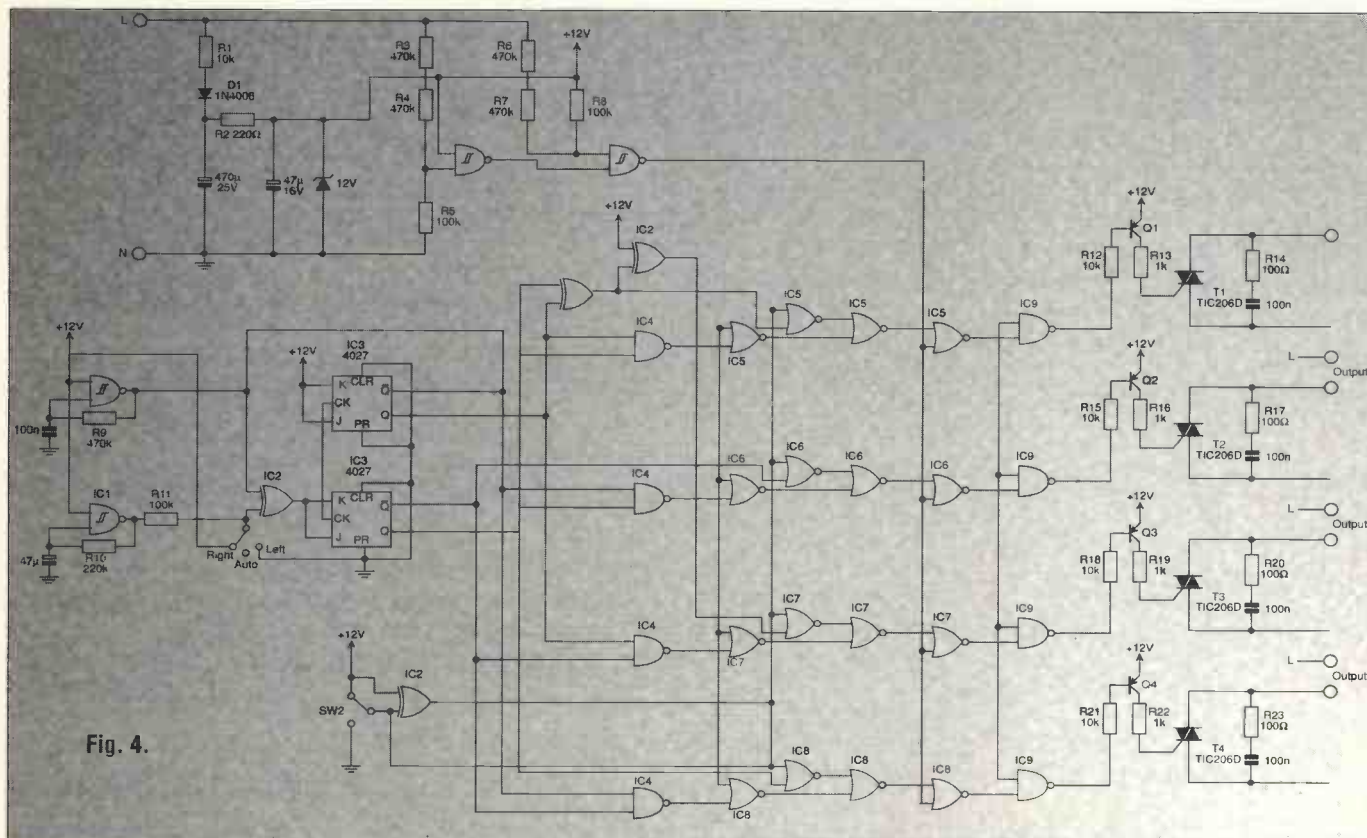 L
R1
10k
D1
1N4006
R2 220Ω
470µ
25V
47µ
16V
12V
N
R3
470k
R4
470k
R5
100k
R6
470k
R7
470k
+12V
R8
100k
+12V
IC2
+12V
100n
R9
470k
IC1
R11
100k
47µ
R10
220k
Right
Auto
Left
IC2
+12V
IC3
4027
K
CLR
Q
CK
J
PR
Q
IC3
4027
K
CLR
Q
CK
J
PR
Q
+12V
SW2
IC2
IC4
IC5
IC5
IC5
IC5
IC9
IC4
IC6
IC6
IC6
IC6
IC9
IC4
IC7
IC7
IC7
IC7
IC9
IC4
IC8
IC8
IC8
IC8
IC9
+12V
Q1
R12
10k
R13
1k
T1
TIC206D
R14
100Ω
100n
L
Output
+12V
Q2
R15
10k
R16
1k
T2
TIC206D
R17
100Ω
100n
L
Output
+12V
Q3
R18
10k
R19
1k
T3
TIC206D
R20
100Ω
100n
L
Output
+12V
Q4
R21
10k
R22
1k
T4
TIC206D
R23
100Ω
100n
Fig. 4.